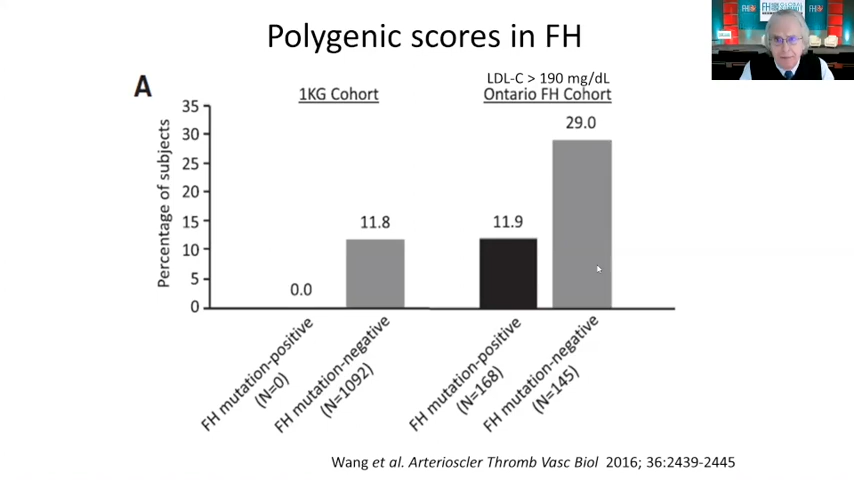 Polygenic scores in FH
A
1KG Cohort
LDL-C > 190 mg/dL
Ontario FH Cohort
Percentage of subjects
35
30
25
20
15
10
5
0
0.0
11.8
11.9
29.0
FH mutation-positive
(N=0)
FH mutation-negative
(N=1092)
FH mutation-positive
(N=168)
FH mutation-negative
(N=145)
Wang et al. Arterioscler Thromb Vasc Biol 2016; 36:2439-2445